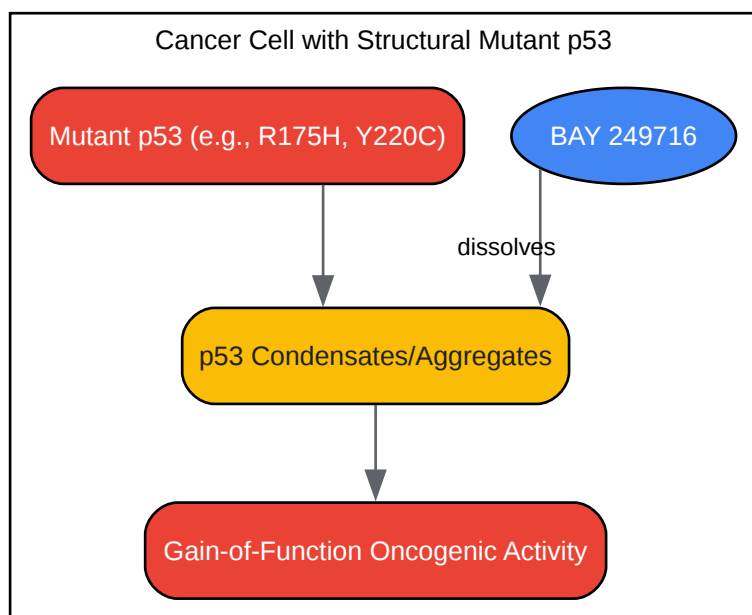 Cancer Cell with Structural Mutant p53
Mutant p53 (e.g., R175H, Y220C)
BAY 249716
dissolves
p53 Condensates/Aggregates
Gain-of-Function Oncogenic Activity